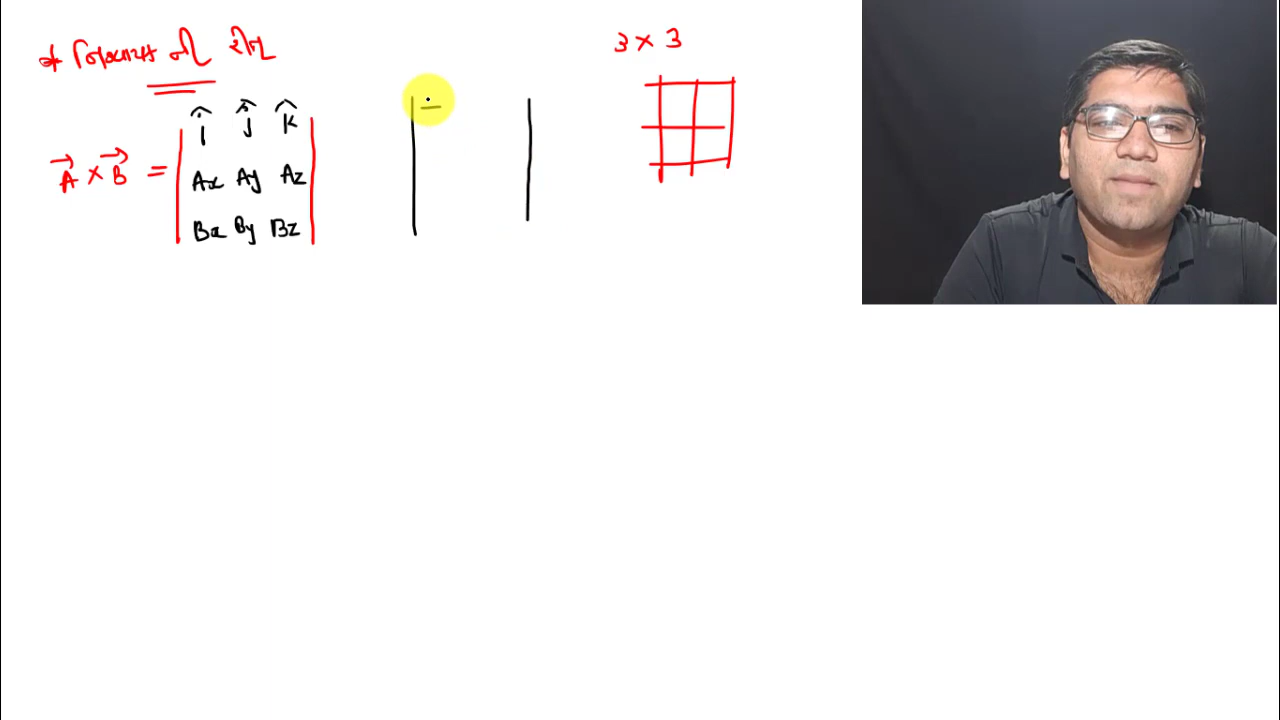 * નિશ્ચાયક ની રીત
3 × 3
î ĵ k̂
A⃗ × B⃗ =
Ax Ay Az
Bx By Bz